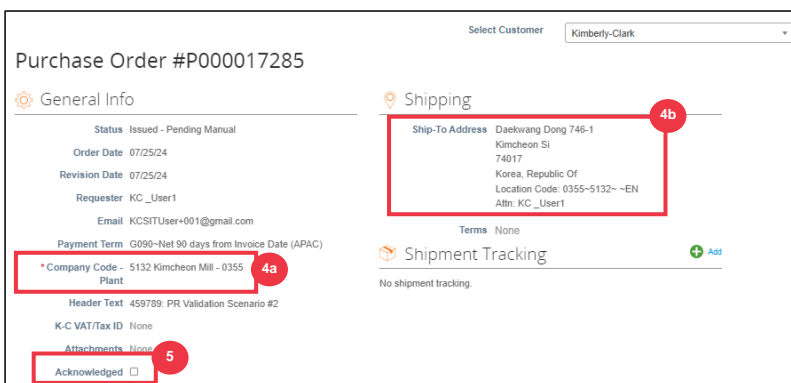 Select Customer Kimberly-Clark
Purchase Order #P000017285
General Info
Status Issued - Pending Manual
Order Date 07/25/24
Revision Date 07/25/24
Requester KC _User1
Email KCSITUser+001@gmail.com
Payment Term G090~Net 90 days from Invoice Date (APAC)
* Company Code - Plant 5132 Kimcheon Mill - 0355
4a
Header Text 459789: PR Validation Scenario #2
K-C VAT/Tax ID None
Attachments None
5
Acknowledged
Shipping
4b
Ship-To Address Daekwang Dong 746-1
Kimcheon Si
74017
Korea, Republic Of
Location Code: 0355~5132~ ~EN
Attn: KC _User1
Terms None
Shipment Tracking
Add
No shipment tracking.